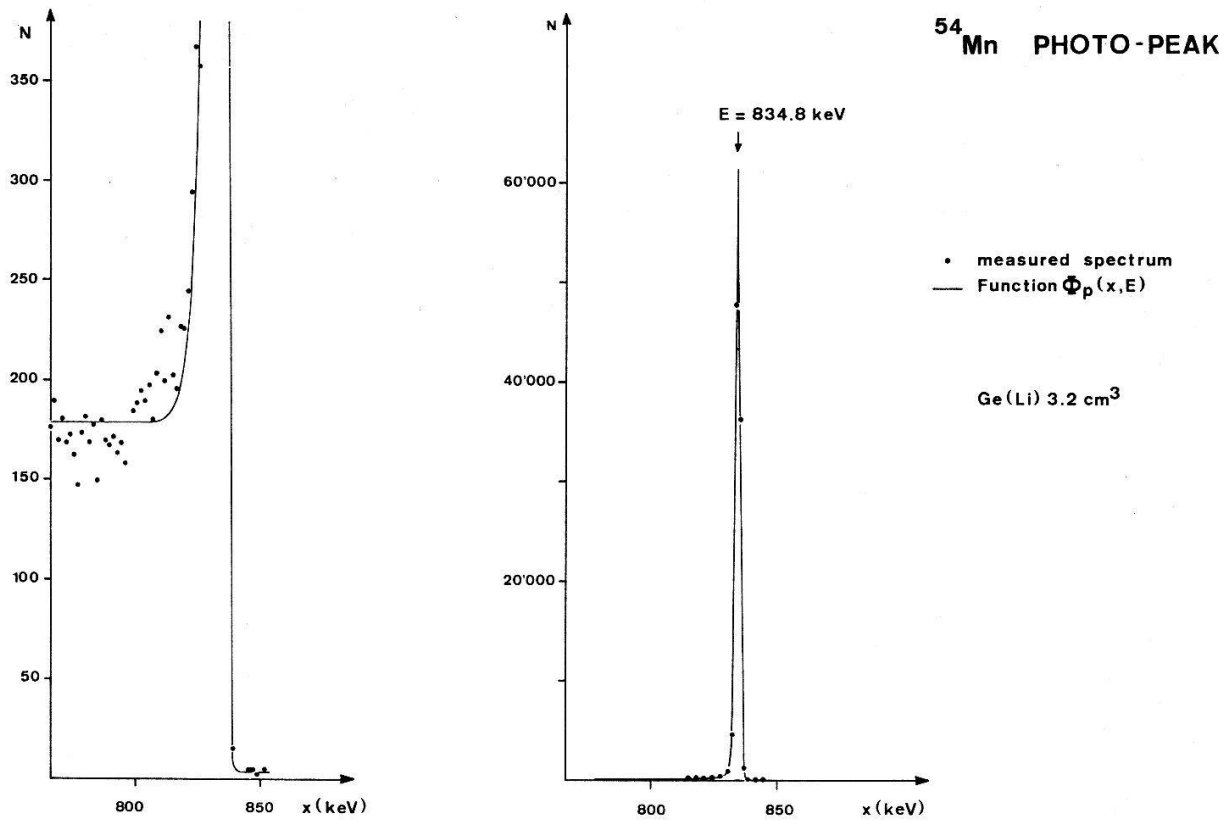 N
350
300
250
200
150
100
50
800
850
x (keV)
N
60'000
40'000
20'000
800
850
x (keV)
E = 834.8 keV
⁵⁴Mn PHOTO-PEAK
• measured spectrum
— Function Φₚ(x,E)
Ge(Li) 3.2 cm³